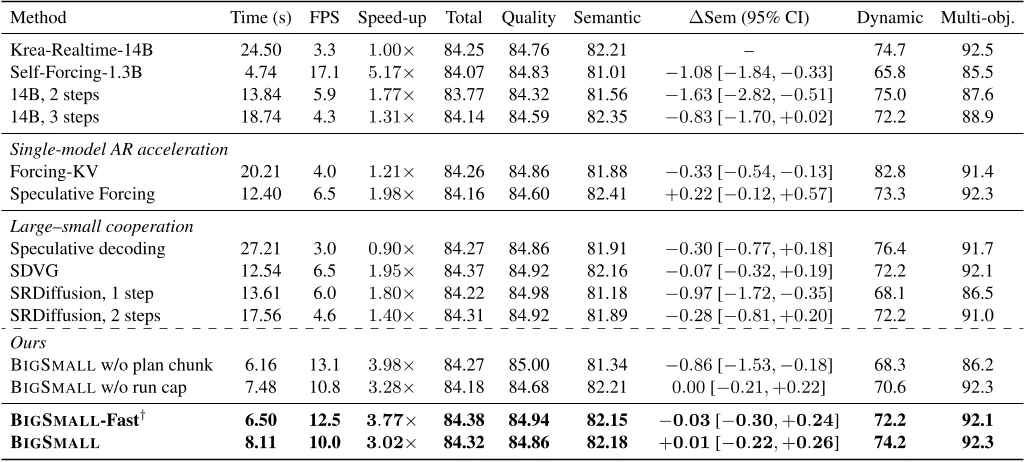 Method Time (s) FPS Speed-up Total Quality Semantic ΔSem (95% CI) Dynamic Multi-obj.
Krea-Realtime-14B 24.50 3.3 1.00× 84.25 84.76 82.21 – 74.7 92.5
Self-Forcing-1.3B 4.74 17.1 5.17× 84.07 84.83 81.01 −1.08 [−1.84, −0.33] 65.8 85.5
14B, 2 steps 13.84 5.9 1.77× 83.77 84.32 81.56 −1.63 [−2.82, −0.51] 75.0 87.6
14B, 3 steps 18.74 4.3 1.31× 84.14 84.59 82.35 −0.83 [−1.70, +0.02] 72.2 88.9
Single-model AR acceleration
Forcing-KV 20.21 4.0 1.21× 84.26 84.86 81.88 −0.33 [−0.54, −0.13] 82.8 91.4
Speculative Forcing 12.40 6.5 1.98× 84.16 84.60 82.41 +0.22 [−0.12, +0.57] 73.3 92.3
Large–small cooperation
Speculative decoding 27.21 3.0 0.90× 84.27 84.86 81.91 −0.30 [−0.77, +0.18] 76.4 91.7
SDVG 12.54 6.5 1.95× 84.37 84.92 82.16 −0.07 [−0.32, +0.19] 72.2 92.1
SRDiffusion, 1 step 13.61 6.0 1.80× 84.22 84.98 81.18 −0.97 [−1.72, −0.35] 68.1 86.5
SRDiffusion, 2 steps 17.56 4.6 1.40× 84.31 84.92 81.89 −0.28 [−0.81, +0.20] 72.2 91.0
Ours
BIGSMALL w/o plan chunk 6.16 13.1 3.98× 84.27 85.00 81.34 −0.86 [−1.53, −0.18] 68.3 86.2
BIGSMALL w/o run cap 7.48 10.8 3.28× 84.18 84.68 82.21 0.00 [−0.21, +0.22] 70.6 92.3
BIGSMALL-Fast† 6.50 12.5 3.77× 84.38 84.94 82.15 −0.03 [−0.30, +0.24] 72.2 92.1
BIGSMALL 8.11 10.0 3.02× 84.32 84.86 82.18 +0.01 [−0.22, +0.26] 74.2 92.3